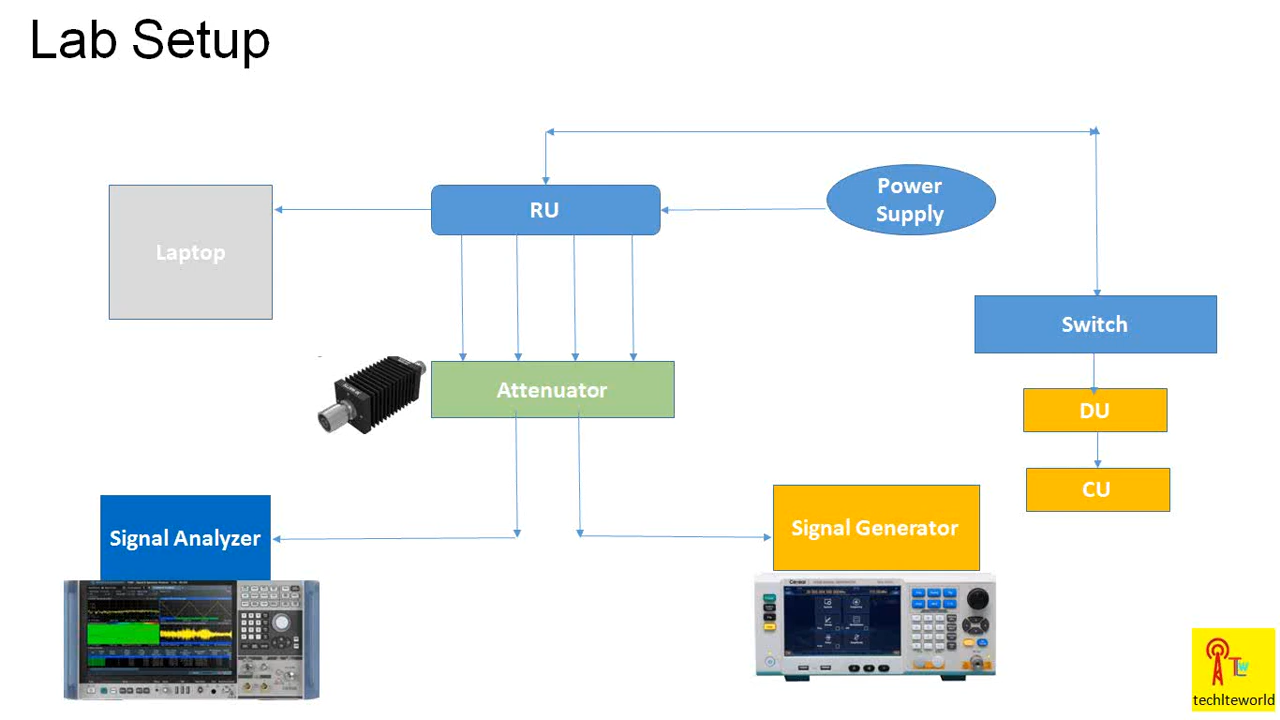 Lab Setup
Power
Supply
RU
Laptop
Switch
Attenuator
DU
CU
Signal Analyzer
Signal Generator
techlteworld